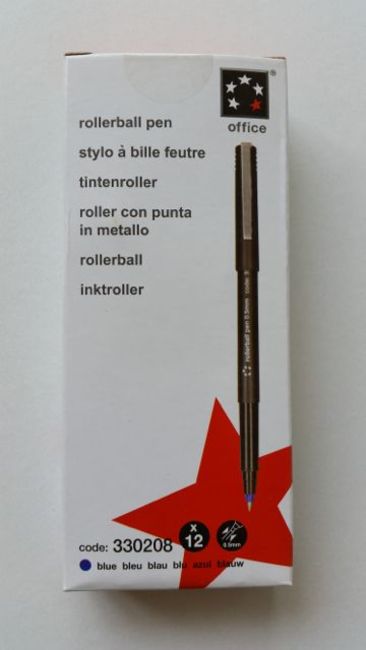 ®
office
rollerball pen
stylo à bille feutre
tintenroller
roller con punta
in metallo
rollerball
inktroller
rollerball pen 0.5mm
code: 330208
X
12
0.5mm
blue bleu blau blu azul blauw